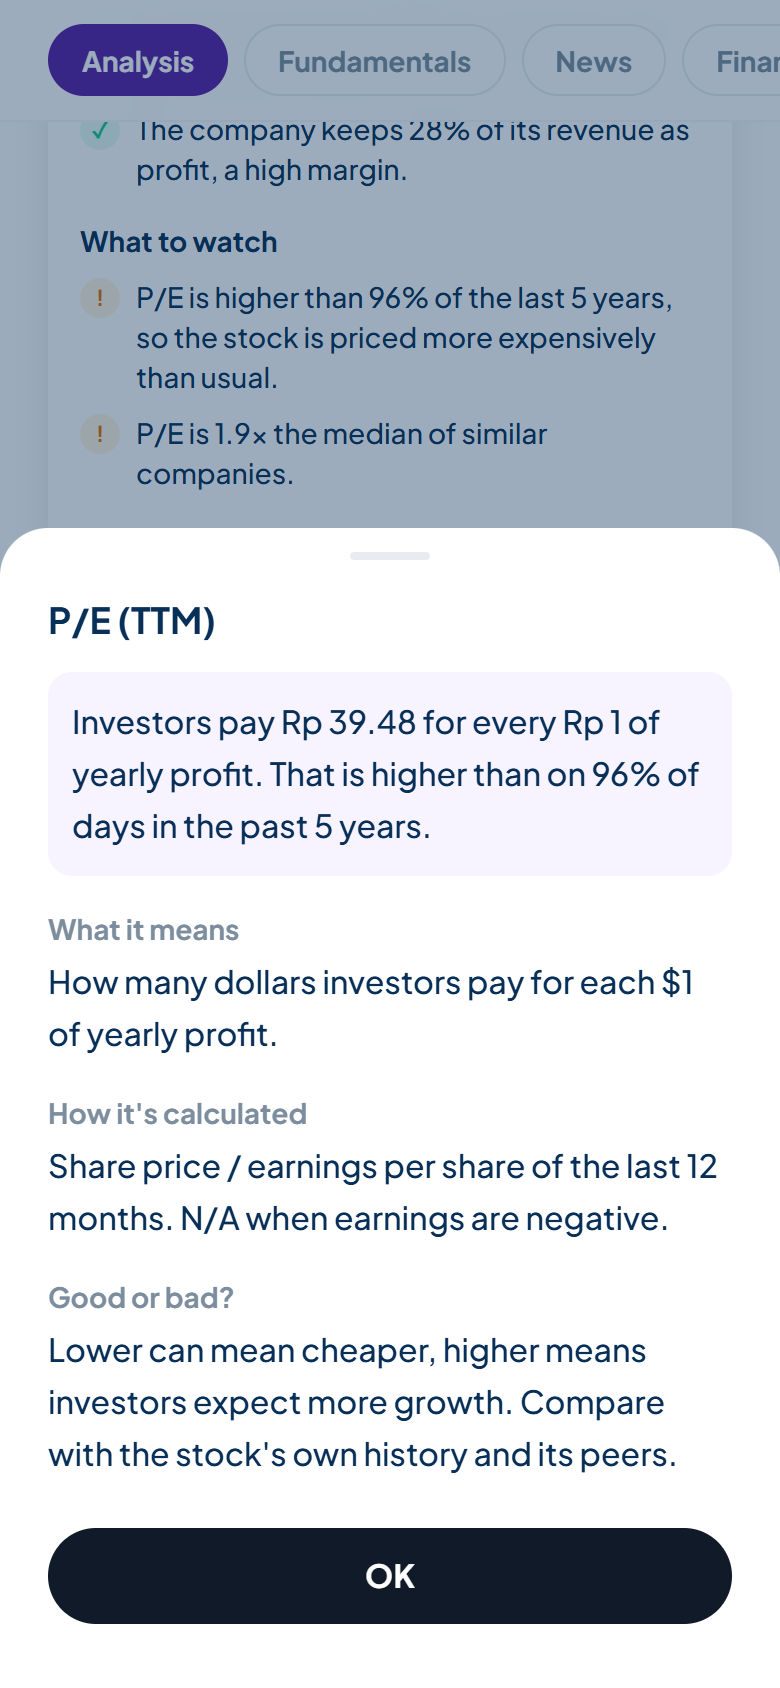 Analysis
Fundamentals
News
Finan
The company keeps 28% of its revenue as
profit, a high margin.
What to watch
! P/E is higher than 96% of the last 5 years,
so the stock is priced more expensively
than usual.
! P/E is 1.9× the median of similar
companies.
P/E (TTM)
Investors pay Rp 39.48 for every Rp 1 of
yearly profit. That is higher than on 96% of
days in the past 5 years.
What it means
How many dollars investors pay for each $1
of yearly profit.
How it's calculated
Share price / earnings per share of the last 12
months. N/A when earnings are negative.
Good or bad?
Lower can mean cheaper, higher means
investors expect more growth. Compare
with the stock's own history and its peers.
OK